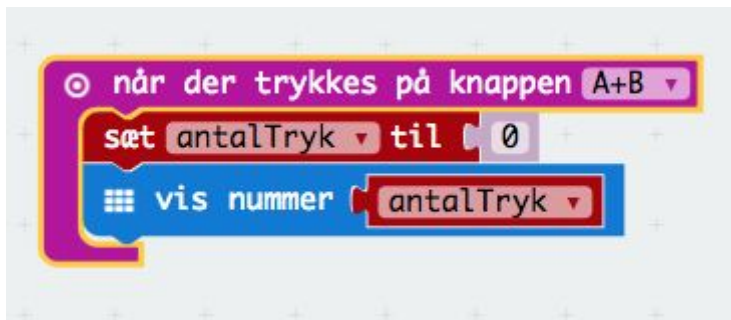 når der trykkes på knappen A+B
sæt antalTryk til 0
vis nummer antalTryk